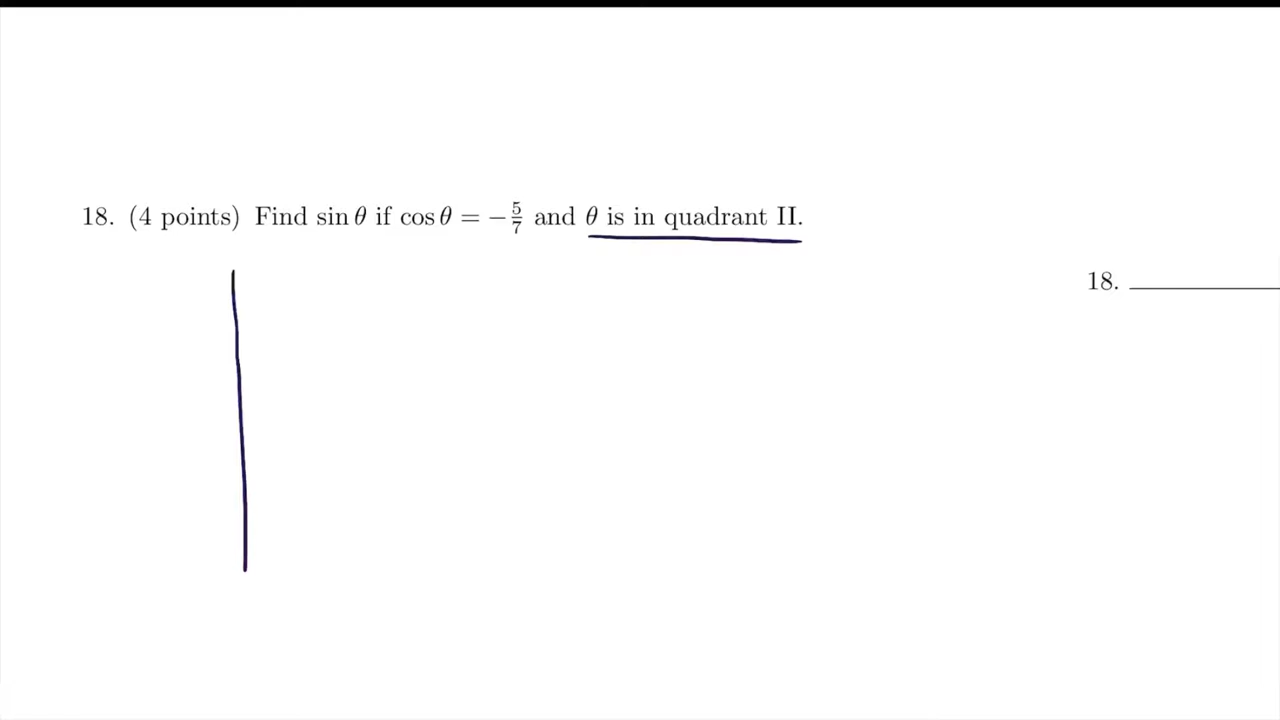 18. (4 points) Find sin θ if cos θ = −5/7 and θ is in quadrant II.
18.